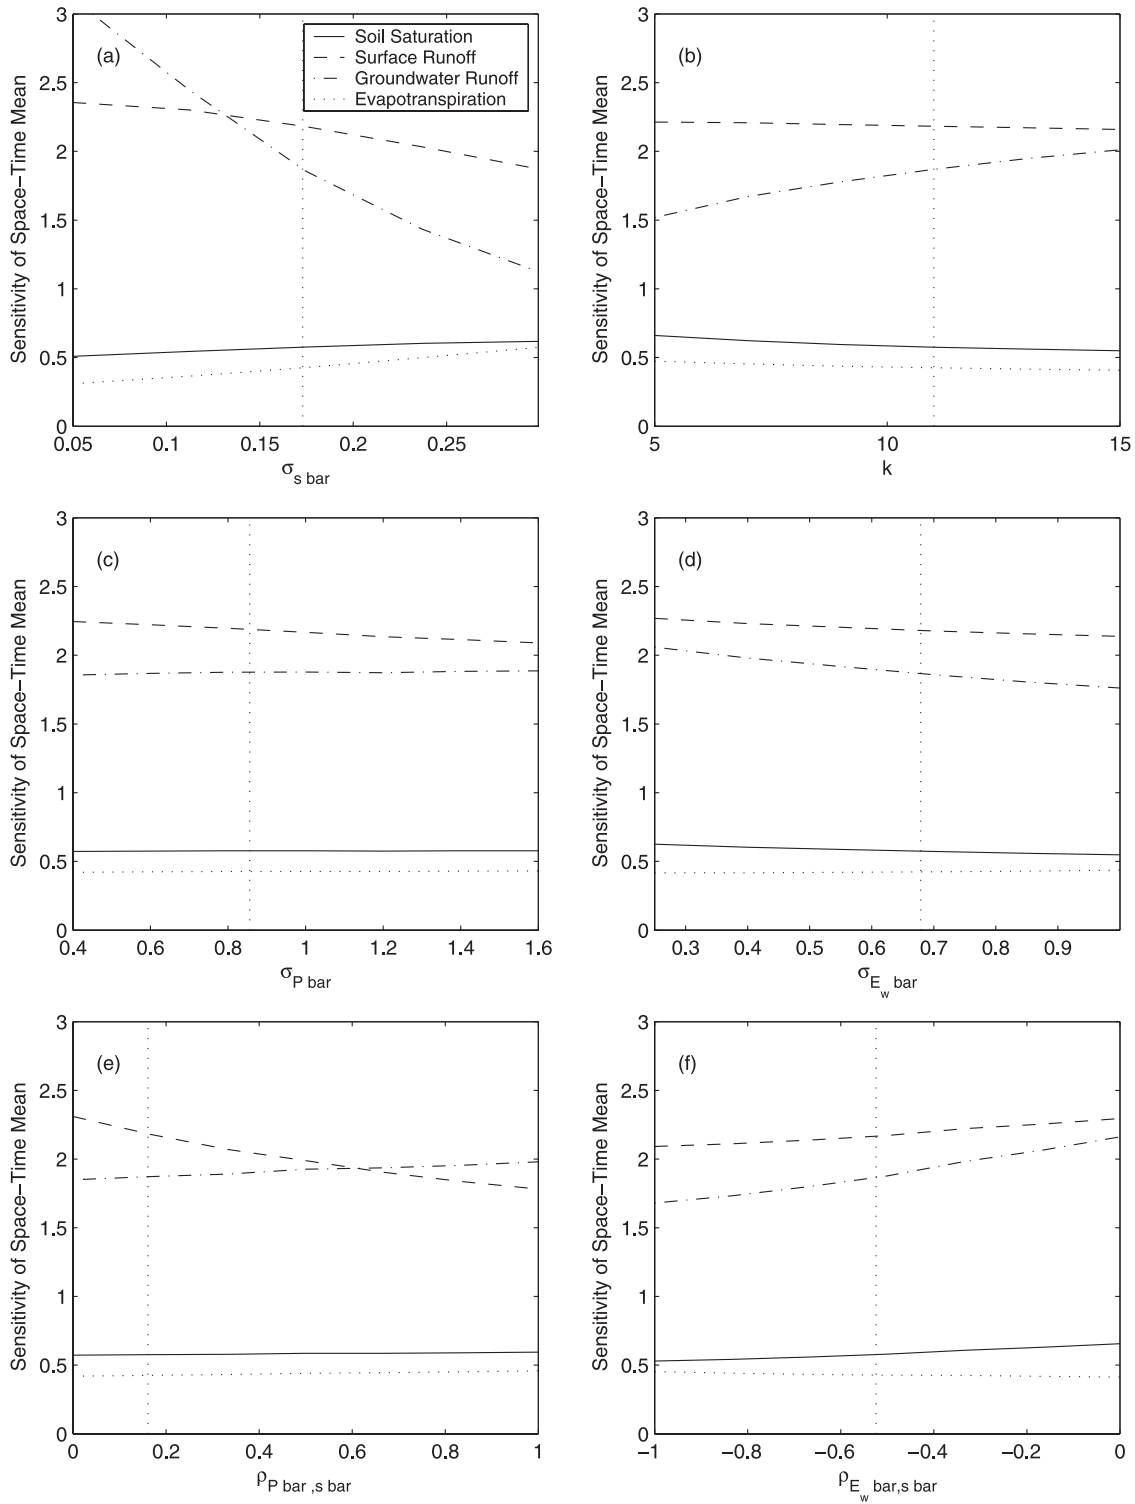 3
2.5
2
1.5
1
0.5
0
Sensitivity of Space−Time Mean
(a)
Soil Saturation
Surface Runoff
Groundwater Runoff
Evapotranspiration
0.05 0.1 0.15 0.2 0.25
σs bar
3
2.5
2
1.5
1
0.5
0
Sensitivity of Space−Time Mean
(b)
5 10 15
k
3
2.5
2
1.5
1
0.5
0
Sensitivity of Space−Time Mean
(c)
0.4 0.6 0.8 1 1.2 1.4 1.6
σP bar
3
2.5
2
1.5
1
0.5
0
Sensitivity of Space−Time Mean
(d)
0.3 0.4 0.5 0.6 0.7 0.8 0.9
σEw bar
3
2.5
2
1.5
1
0.5
0
Sensitivity of Space−Time Mean
(e)
0 0.2 0.4 0.6 0.8 1
ρP bar ,s bar
3
2.5
2
1.5
1
0.5
0
Sensitivity of Space−Time Mean
(f)
−1 −0.8 −0.6 −0.4 −0.2 0
ρEw bar,s bar